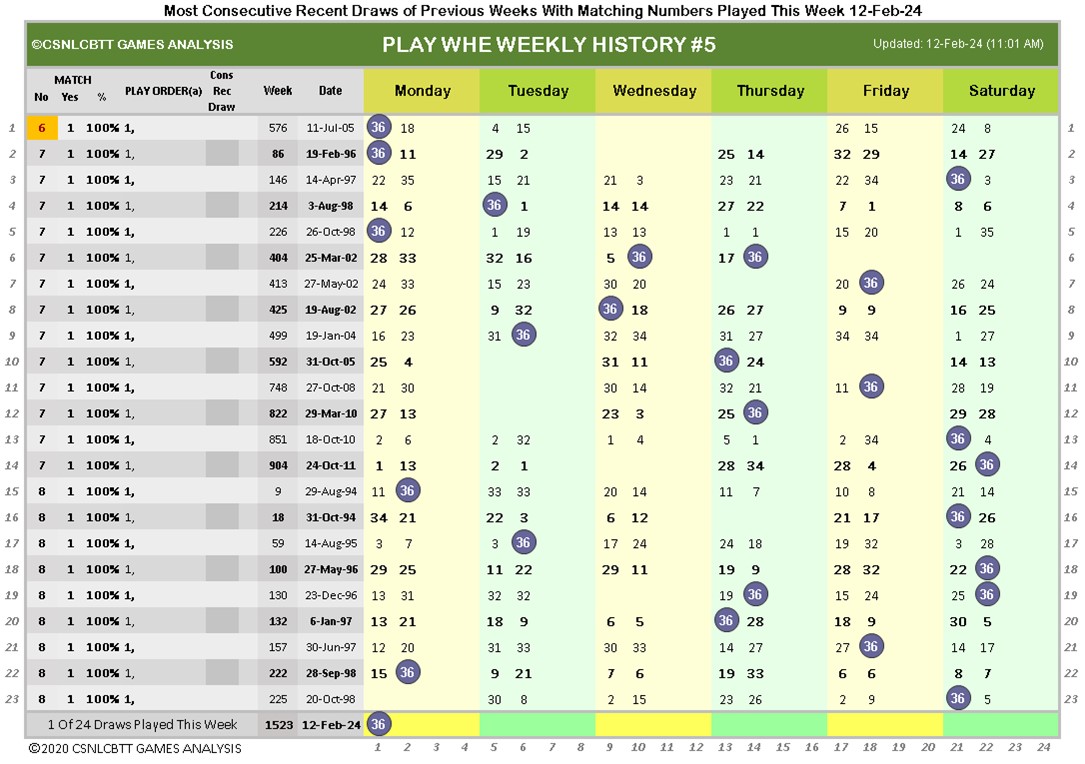 Most Consecutive Recent Draws of Previous Weeks With Matching Numbers Played This Week 12-Feb-24
©CSNLCBTT GAMES ANALYSIS PLAY WHE WEEKLY HISTORY #5 Updated: 12-Feb-24 (11:01 AM)
No MATCH Yes % PLAY ORDER(a) Cons Rec Draw Week Date Monday Tuesday Wednesday Thursday Friday Saturday
1 6 1 100% 1, 576 11-Jul-05 36 18 4 15 26 15 24 8 1
2 7 1 100% 1, 86 19-Feb-96 36 11 29 2 25 14 32 29 14 27 2
3 7 1 100% 1, 146 14-Apr-97 22 35 15 21 21 3 23 21 22 34 36 3 3
4 7 1 100% 1, 214 3-Aug-98 14 6 36 1 14 14 27 22 7 1 8 6 4
5 7 1 100% 1, 226 26-Oct-98 36 12 1 19 13 13 1 1 15 20 1 35 5
6 7 1 100% 1, 404 25-Mar-02 28 33 32 16 5 36 17 36 6
7 7 1 100% 1, 413 27-May-02 24 33 15 23 30 20 20 36 26 24 7
8 7 1 100% 1, 425 19-Aug-02 27 26 9 32 36 18 26 27 9 9 16 25 8
9 7 1 100% 1, 499 19-Jan-04 16 23 31 36 32 34 31 27 34 34 1 27 9
10 7 1 100% 1, 592 31-Oct-05 25 4 31 11 36 24 14 13 10
11 7 1 100% 1, 748 27-Oct-08 21 30 30 14 32 21 11 36 28 19 11
12 7 1 100% 1, 822 29-Mar-10 27 13 23 3 25 36 29 28 12
13 7 1 100% 1, 851 18-Oct-10 2 6 2 32 1 4 5 1 2 34 36 4 13
14 7 1 100% 1, 904 24-Oct-11 1 13 2 1 28 34 28 4 26 36 14
15 8 1 100% 1, 9 29-Aug-94 11 36 33 33 20 14 11 7 10 8 21 14 15
16 8 1 100% 1, 18 31-Oct-94 34 21 22 3 6 12 21 17 36 26 16
17 8 1 100% 1, 59 14-Aug-95 3 7 3 36 17 24 24 18 19 32 3 28 17
18 8 1 100% 1, 100 27-May-96 29 25 11 22 29 11 19 9 28 32 22 36 18
19 8 1 100% 1, 130 23-Dec-96 13 31 32 32 19 36 15 24 25 36 19
20 8 1 100% 1, 132 6-Jan-97 13 21 18 9 6 5 36 28 18 9 30 5 20
21 8 1 100% 1, 157 30-Jun-97 12 20 31 33 30 33 14 27 27 36 14 17 21
22 8 1 100% 1, 222 28-Sep-98 15 36 9 21 7 6 19 33 6 6 8 7 22
23 8 1 100% 1, 225 20-Oct-98 30 8 2 15 23 26 2 9 36 5 23
1 Of 24 Draws Played This Week 1523 12-Feb-24 36
©2020 CSNLCBTT GAMES ANALYSIS 1 2 3 4 5 6 7 8 9 10 11 12 13 14 15 16 17 18 19 20 21 22 23 24